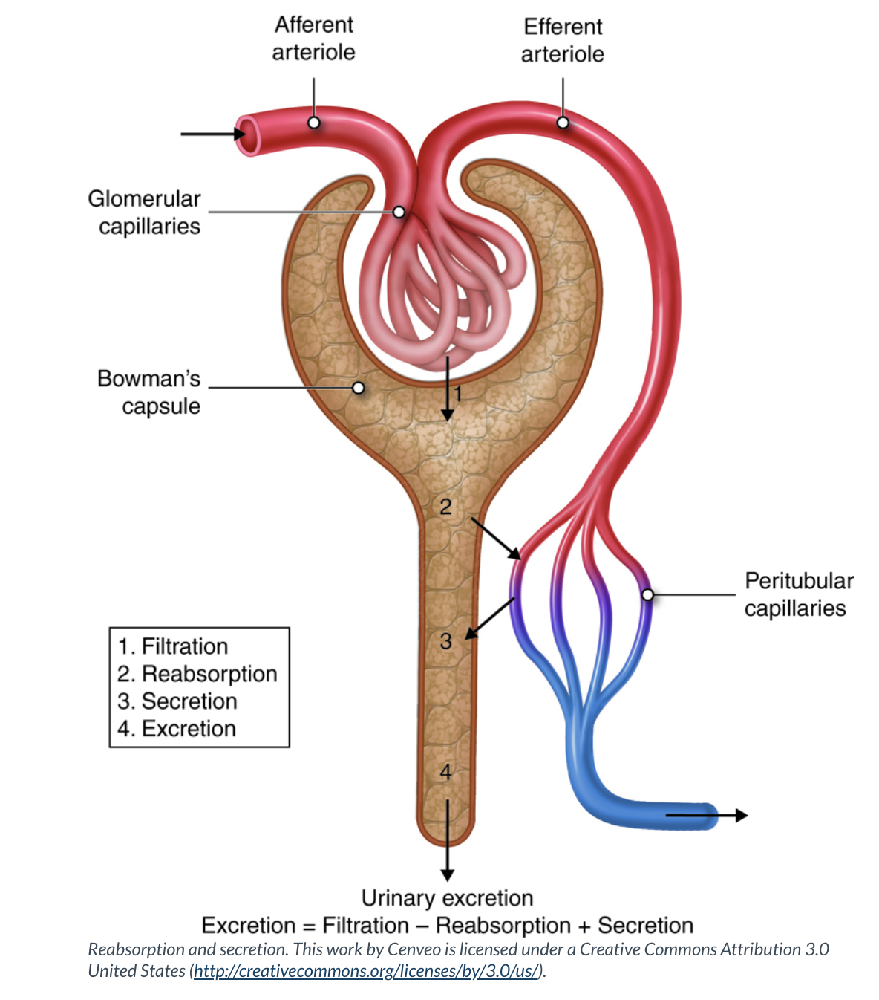 Afferent
arteriole
Efferent
arteriole
Glomerular
capillaries
Bowman’s
capsule
1
2
3
4
Peritubular
capillaries
1. Filtration
2. Reabsorption
3. Secretion
4. Excretion
Urinary excretion
Excretion = Filtration – Reabsorption + Secretion
Reabsorption and secretion. This work by Cenveo is licensed under a Creative Commons Attribution 3.0
United States (http://creativecommons.org/licenses/by/3.0/us/).